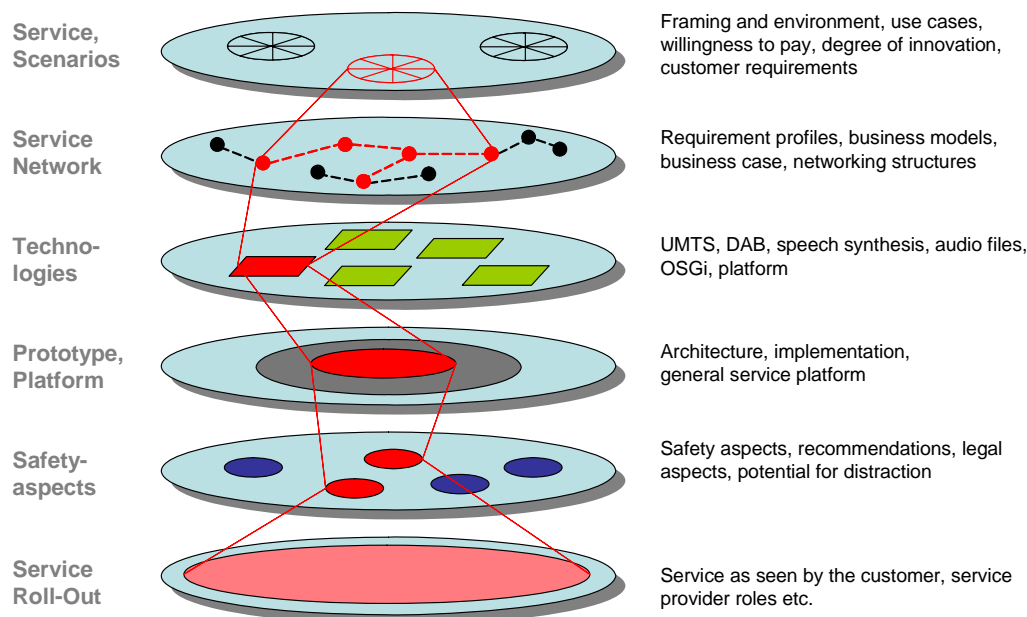 Service,
Scenarios
Framing and environment, use cases,
willingness to pay, degree of innovation,
customer requirements
Service
Network
Requirement profiles, business models,
business case, networking structures
Techno-
logies
UMTS, DAB, speech synthesis, audio files,
OSGi, platform
Prototype,
Platform
Architecture, implementation,
general service platform
Safety-
aspects
Safety aspects, recommendations, legal
aspects, potential for distraction
Service
Roll-Out
Service as seen by the customer, service
provider roles etc.